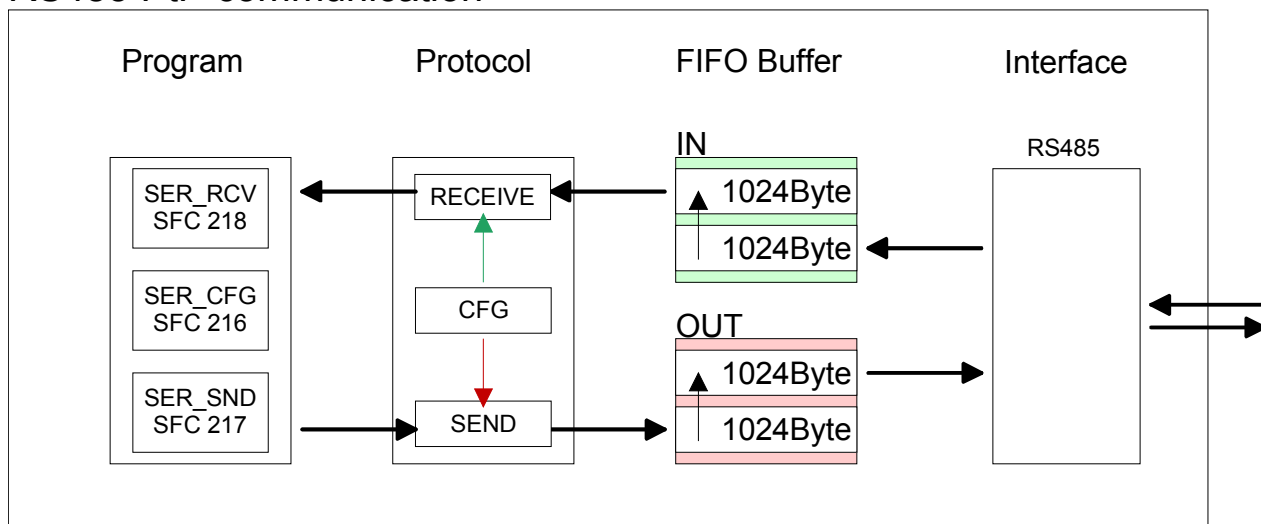 Program
Protocol
FIFO Buffer
Interface
IN
RS485
SER_RCV
SFC 218
RECEIVE
1024Byte
1024Byte
SER_CFG
SFC 216
CFG
OUT
1024Byte
SER_SND
SFC 217
SEND
1024Byte